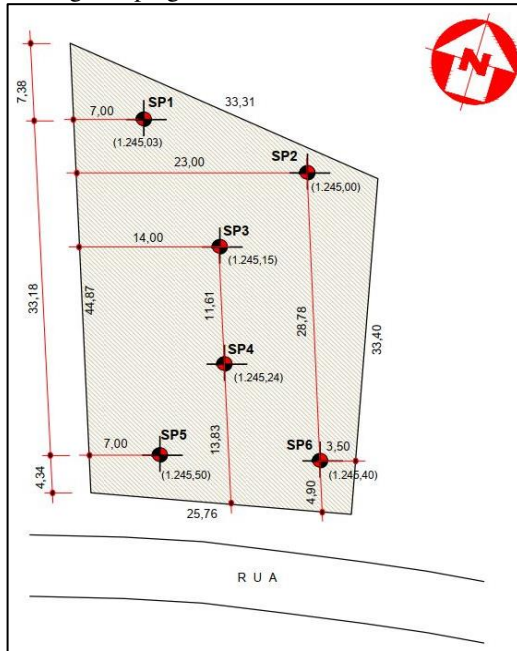 N
7,38
33,31
7,00
SP1
(1.245,03)
SP2
23,00
(1.245,00)
SP3
14,00
(1.245,15)
33,18
44,87
11,61
28,78
33,40
SP4
(1.245,24)
13,83
SP5
7,00
(1.245,50)
SP6
3,50
(1.245,40)
4,34
4,90
25,76
RUA